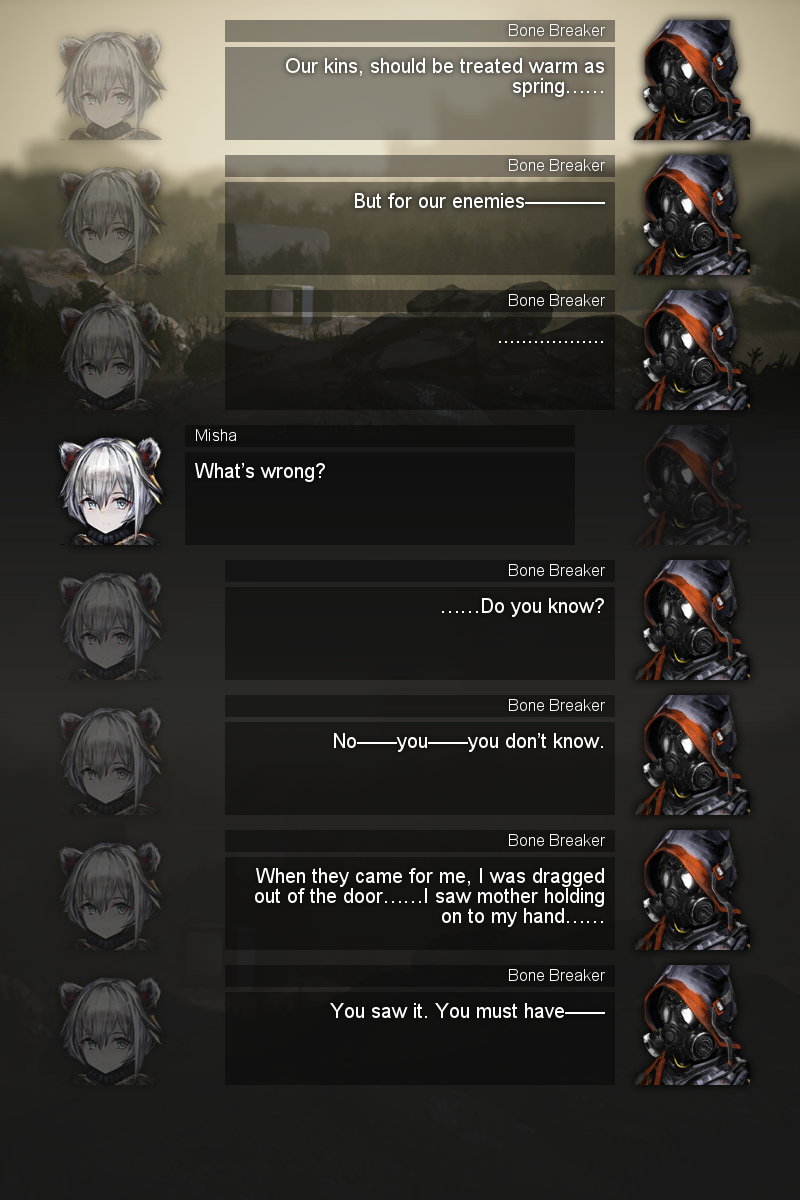 Bone Breaker
Our kins, should be treated warm as
spring……
Bone Breaker
But for our enemies————
Bone Breaker
………………
Misha
What's wrong?
Bone Breaker
……Do you know?
Bone Breaker
No——you——you don't know.
Bone Breaker
When they came for me, I was dragged
out of the door……I saw mother holding
on to my hand……
Bone Breaker
You saw it. You must have——